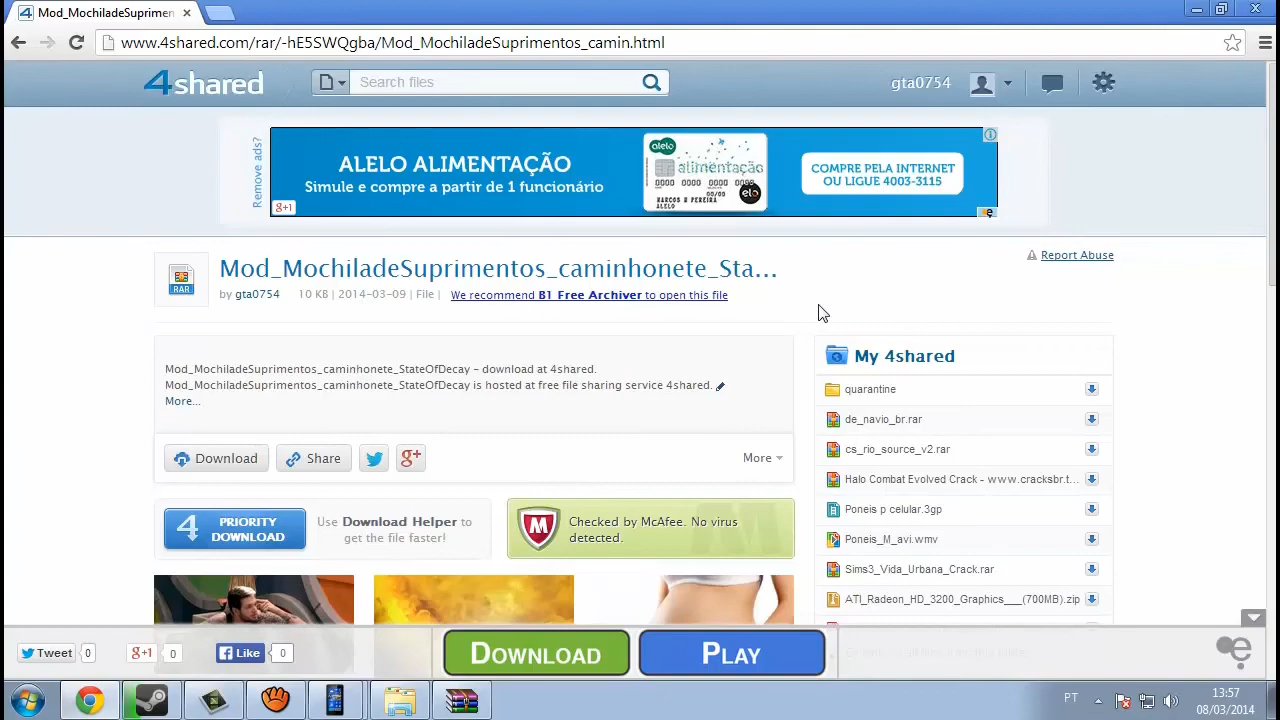 Mod_MochiladeSuprimen
www.4shared.com/rar/-hE5SWQgba/Mod_MochiladeSuprimentos_camin.html
4shared
Search files
gta0754
Remove ads?
ALELO ALIMENTAÇÃO
Simule e compre a partir de 1 funcionário
g+1
alelo
alimentação
elo
ALELO
COMPRE PELA INTERNET
OU LIGUE 4003-3115
Report Abuse
RAR
Mod_MochiladeSuprimentos_caminhonete_Sta...
by gta0754 10 KB | 2014-03-09 | File | We recommend B1 Free Archiver to open this file
Mod_MochiladeSuprimentos_caminhonete_StateOfDecay - download at 4shared.
Mod_MochiladeSuprimentos_caminhonete_StateOfDecay is hosted at free file sharing service 4shared.
More...
Download
Share
g+
More
4 PRIORITY DOWNLOAD
Use Download Helper to
get the file faster!
Checked by McAfee. No virus
detected.
My 4shared
quarantine
de_navio_br.rar
cs_rio_source_v2.rar
Halo Combat Evolved Crack - www.cracksbr.t...
Poneis p celular.3gp
Poneis_M_avi.wmv
Sims3_Vida_Urbana_Crack.rar
ATI_Radeon_HD_3200_Graphics___(700MB).zip
Tweet 0
g+1 0
Like 0
DOWNLOAD
PLAY
PT
13:57
08/03/2014